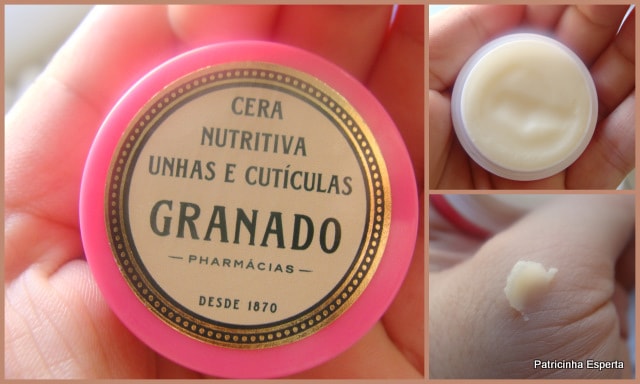 CERA
NUTRITIVA
UNHAS E CUTÍCULAS
GRANADO
— PHARMÁCIAS —
DESDE 1870
Patricinha Esperta